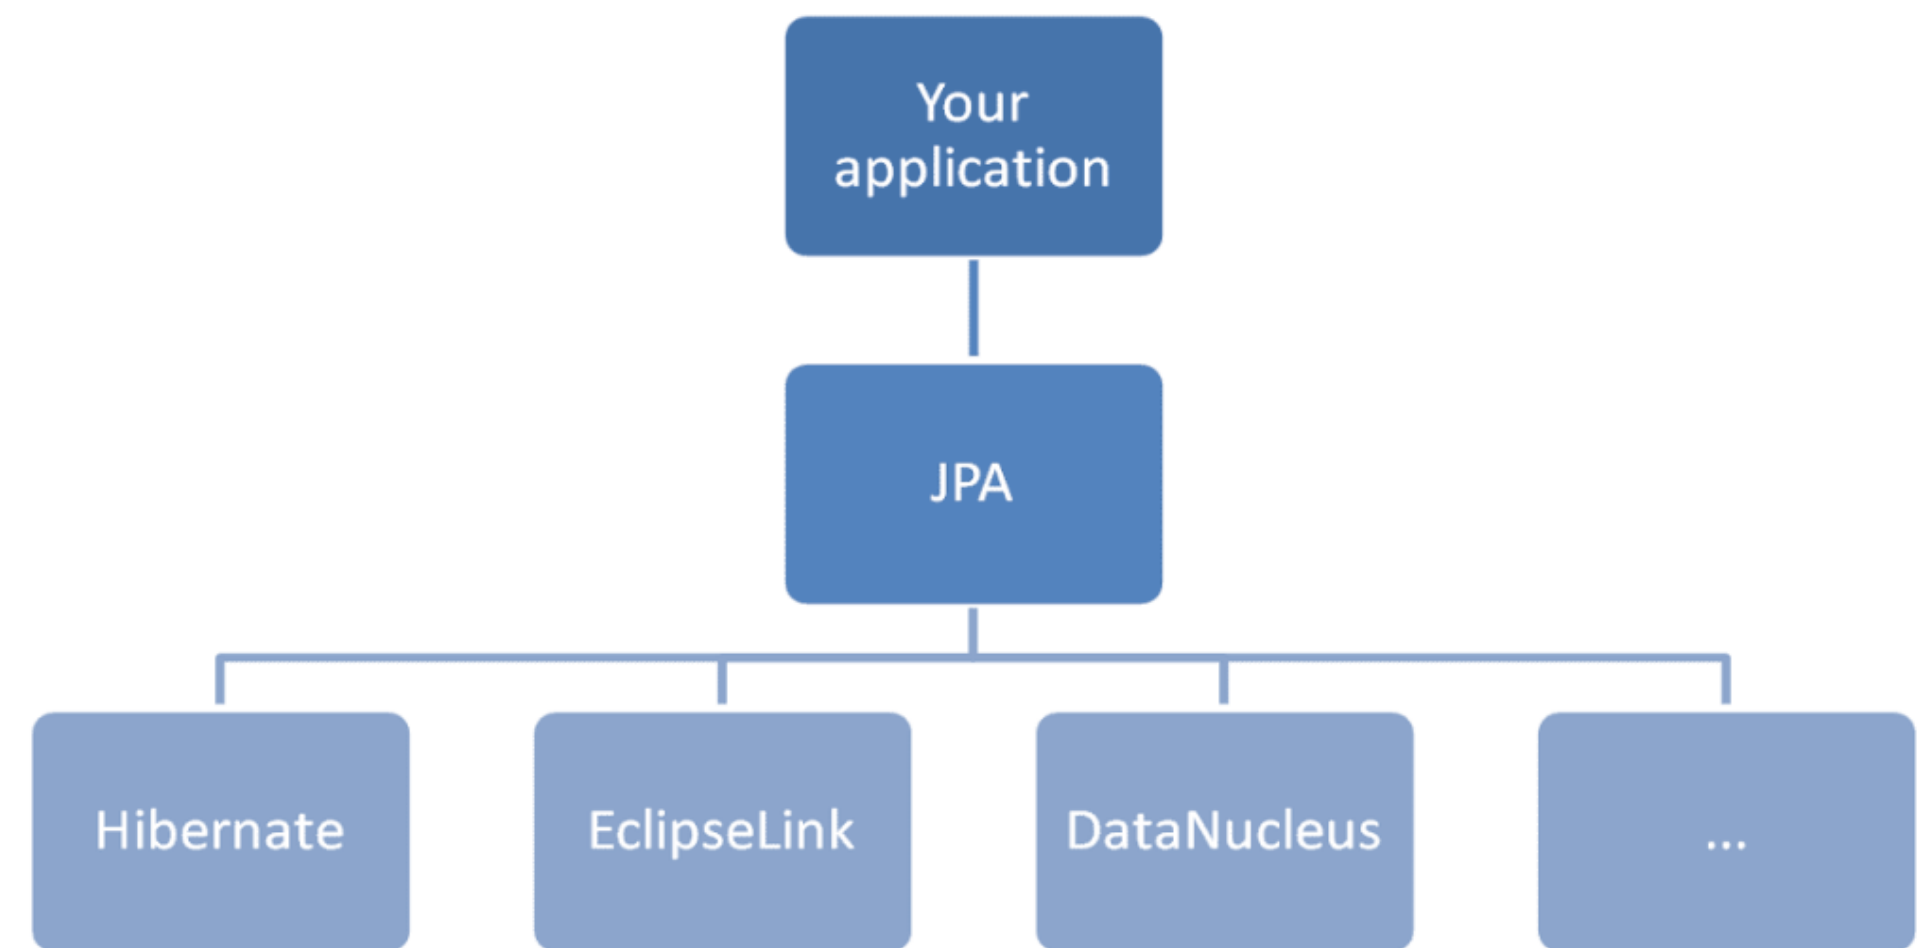 Your
application
JPA
Hibernate
EclipseLink
DataNucleus
...